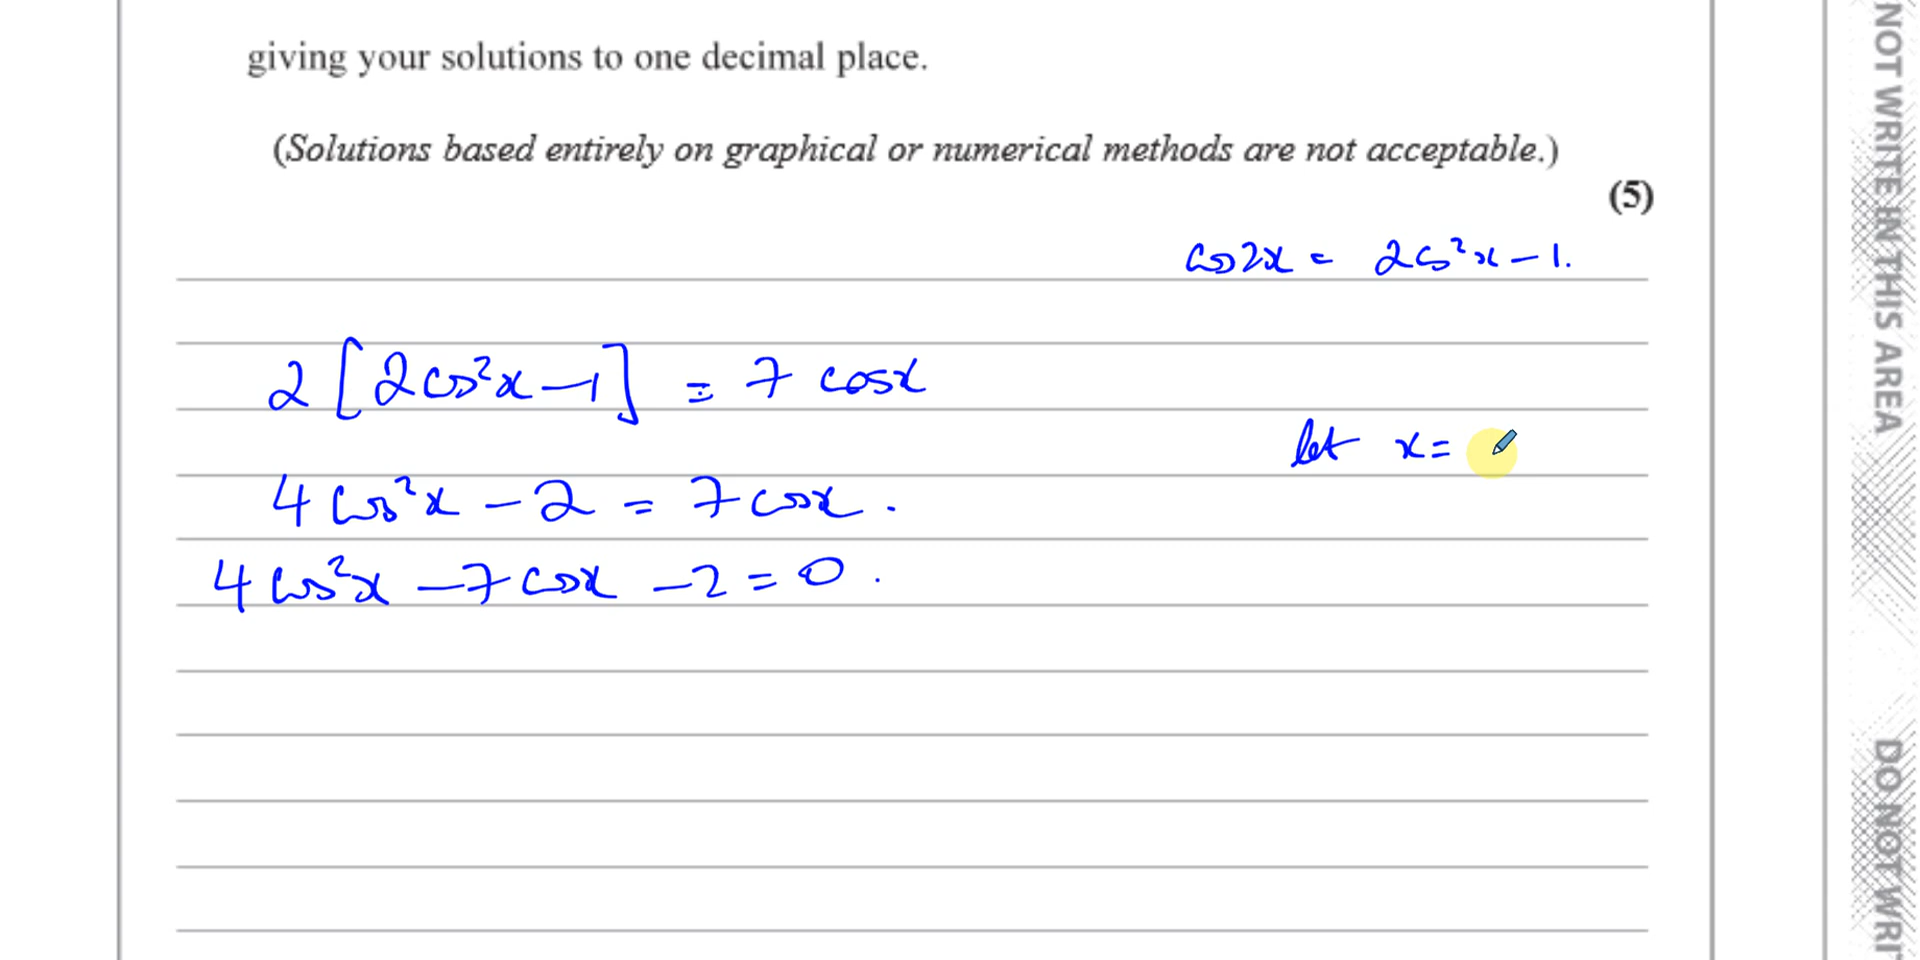 giving your solutions to one decimal place.
(Solutions based entirely on graphical or numerical methods are not acceptable.)
(5)
cos2x = 2cos²x - 1.
2[2cos²x - 1] = 7 cosx
let x =
4cos²x - 2 = 7cosx.
4cos²x - 7cosx - 2 = 0.
NOT WRITE IN THIS AREA
DO NOT WRI